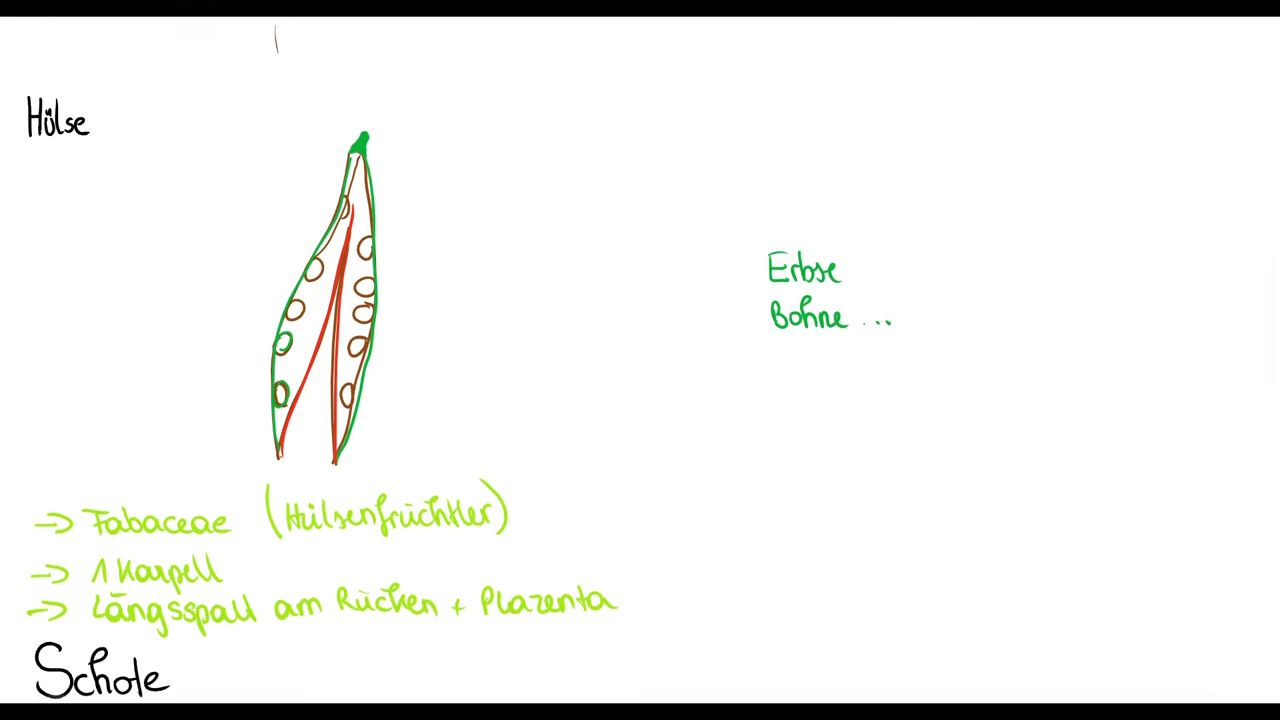 Hülse
Erbse
Bohne ...
→ Fabaceae (Hülsenfrüchtler)
→ 1 Karpell
→ Längsspalt am Rücken + Plazenta
Schote